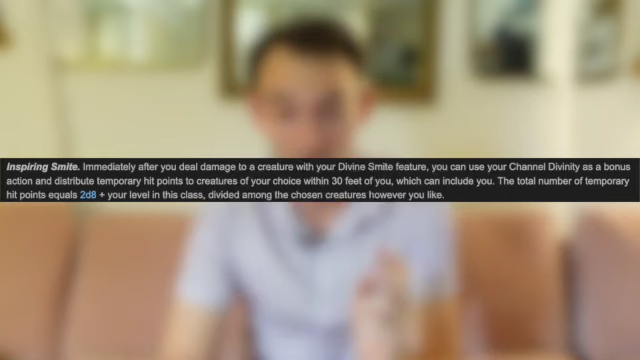 Inspiring Smite. Immediately after you deal damage to a creature with your Divine Smite feature, you can use your Channel Divinity as a bonus
action and distribute temporary hit points to creatures of your choice within 30 feet of you, which can include you. The total number of temporary
hit points equals 2d8 + your level in this class, divided among the chosen creatures however you like.